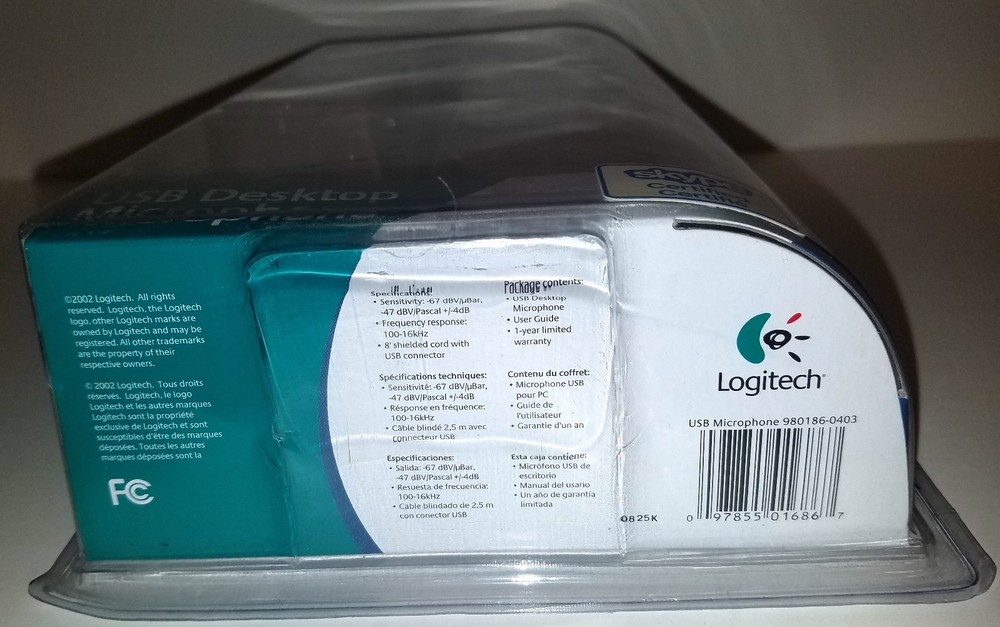 USB Desktop
Microphone
skype
Certified
Certifié
©2002 Logitech. All rights
reserved. Logitech, the Logitech
logo, other Logitech marks are
owned by Logitech and may be
registered. All other trademarks
are the property of their
respective owners.
© 2002 Logitech. Tous droits
réservés. Logitech, le logo
Logitech et les autres marques
Logitech sont la propriété
exclusive de Logitech et sont
susceptibles d'être des marques
déposées. Toutes les autres
marques déposées sont la
FC
Specifications:
• Sensitivity: -67 dBV/µBar,
-47 dBV/Pascal +/-4dB
• Frequency response:
100-16kHz
• 8' shielded cord with
USB connector
Spécifications techniques:
• Sensitivité: -67 dBV/µBar,
-47 dBV/Pascal +/-4dB
• Réponse en fréquence:
100-16kHz
• Câble blindé 2,5 m avec
connecteur USB
Especificaciones:
• Salida: -67 dBV/µBar,
-47 dBV/Pascal +/-4dB
• Resuesta de frecuencia:
100-16kHz
• Cable blindado de 2,5 m
con conector USB
Package contents:
• USB Desktop
Microphone
• User Guide
• 1-year limited
warranty
Contenu du coffret:
• Microphone USB
pour PC
• Guide de
l'utilisateur
• Garantie d'un an
Esta caja contiene:
• Micrófono USB de
escritorio
• Manual del usario
• Un año de garantía
limitada
Logitech
USB Microphone 980186-0403
0825K
0 97855 01686 7